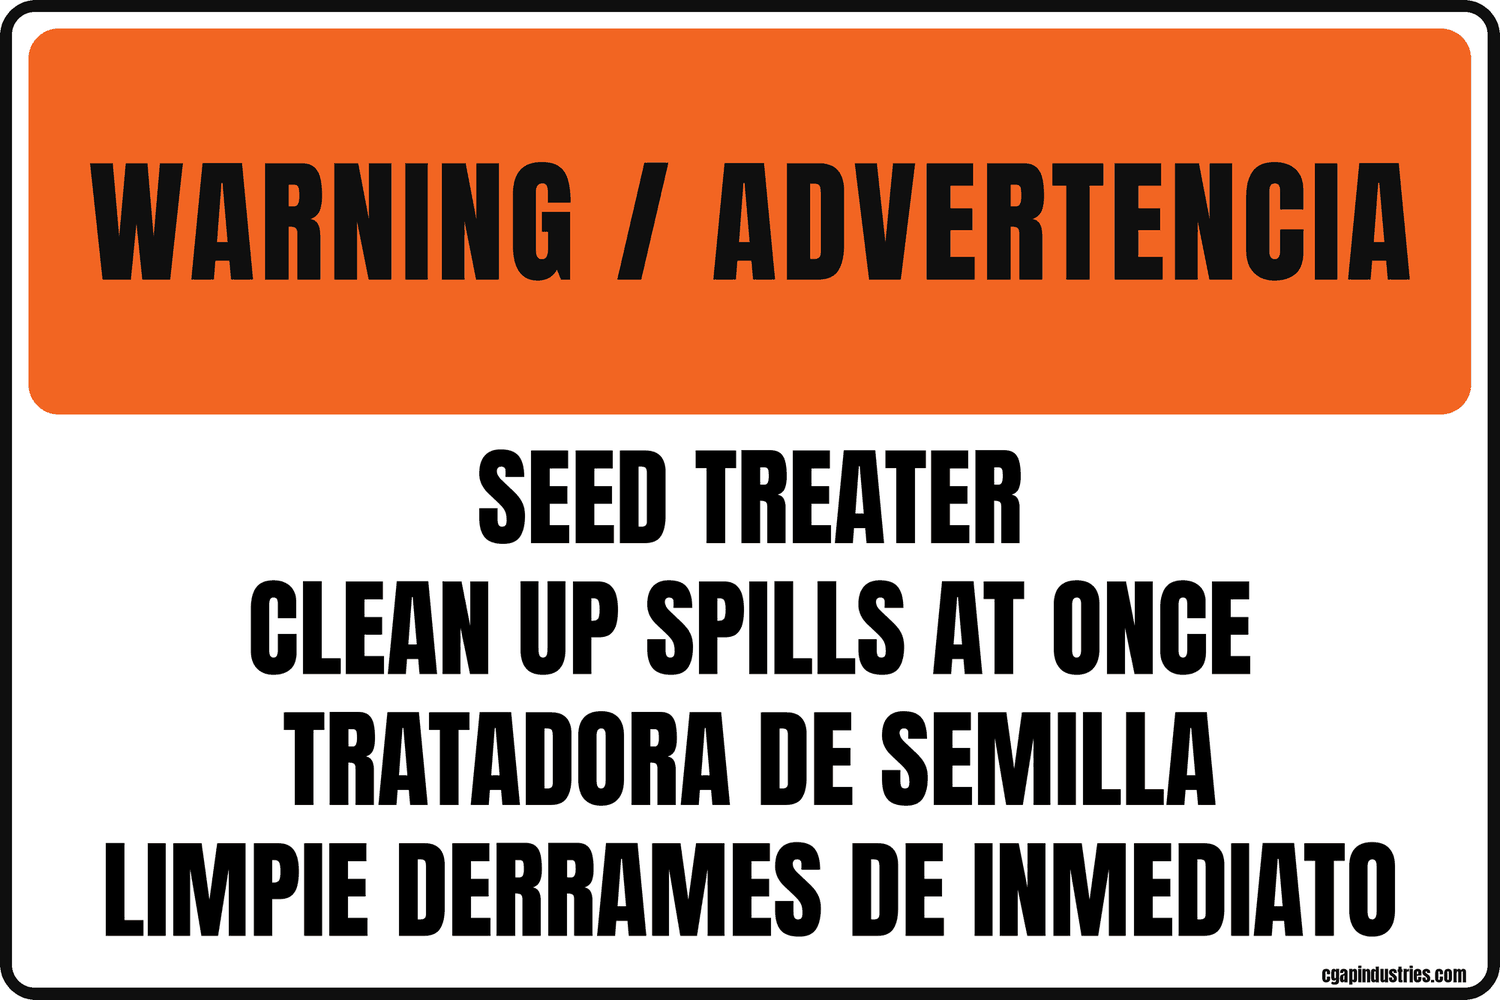 WARNING / ADVERTENCIA
SEED TREATER
CLEAN UP SPILLS AT ONCE
TRATADORA DE SEMILLA
LIMPIE DERRAMES DE INMEDIATO
cgapindustries.com